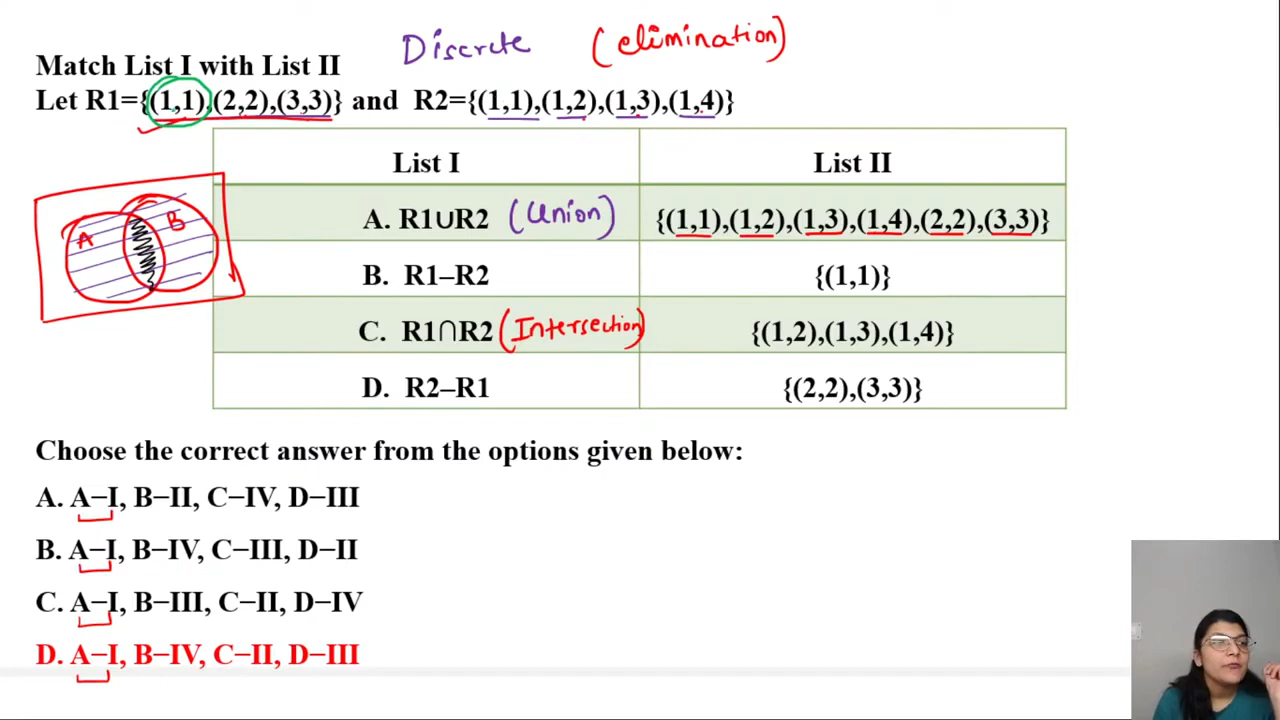 Discrete (elimination)
Match List I with List II
Let R1={(1,1),(2,2),(3,3)} and R2={(1,1),(1,2),(1,3),(1,4)}
List I List II
A. R1∪R2 (Union) {(1,1),(1,2),(1,3),(1,4),(2,2),(3,3)}
A B
B. R1–R2 {(1,1)}
C. R1∩R2 (Intersection) {(1,2),(1,3),(1,4)}
D. R2–R1 {(2,2),(3,3)}
Choose the correct answer from the options given below:
A. A−I, B−II, C−IV, D−III
B. A−I, B−IV, C−III, D−II
C. A−I, B−III, C−II, D−IV
D. A−I, B−IV, C−II, D−III